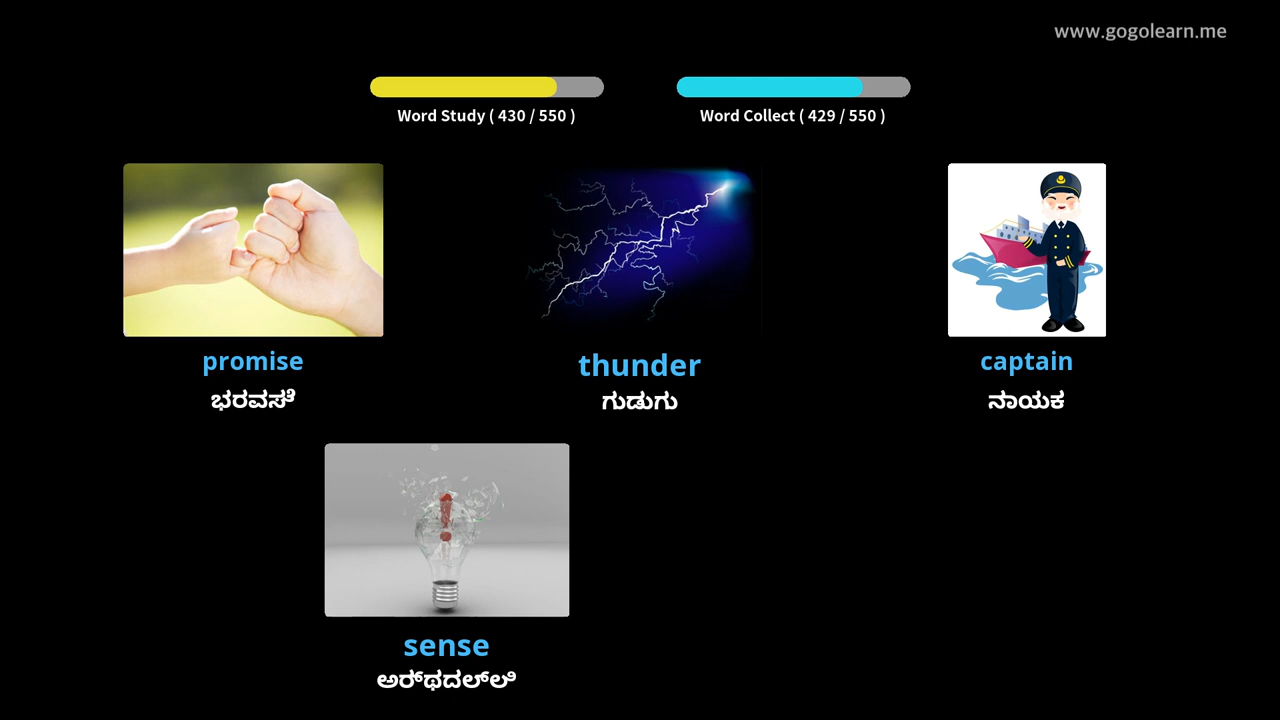 www.gogolearn.me
Word Study ( 430 / 550 )
Word Collect ( 429 / 550 )
promise
thunder
captain
ಭರವಸೆ
ಗುಡುಗು
ನಾಯಕ
sense
ಅರ್ಥದಲ್ಲಿ